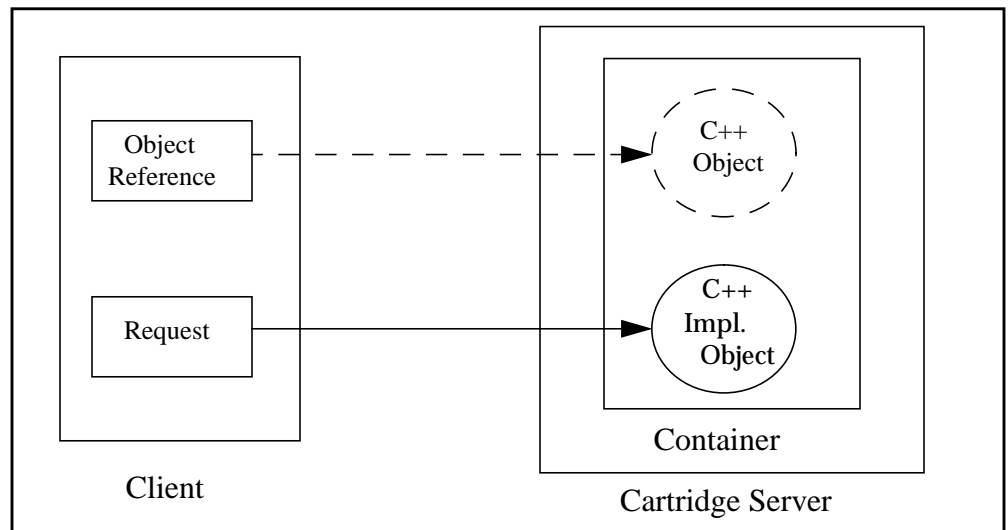 Object
Reference
C++
Object
Request
C++
Impl.
Object
Container
Client
Cartridge Server